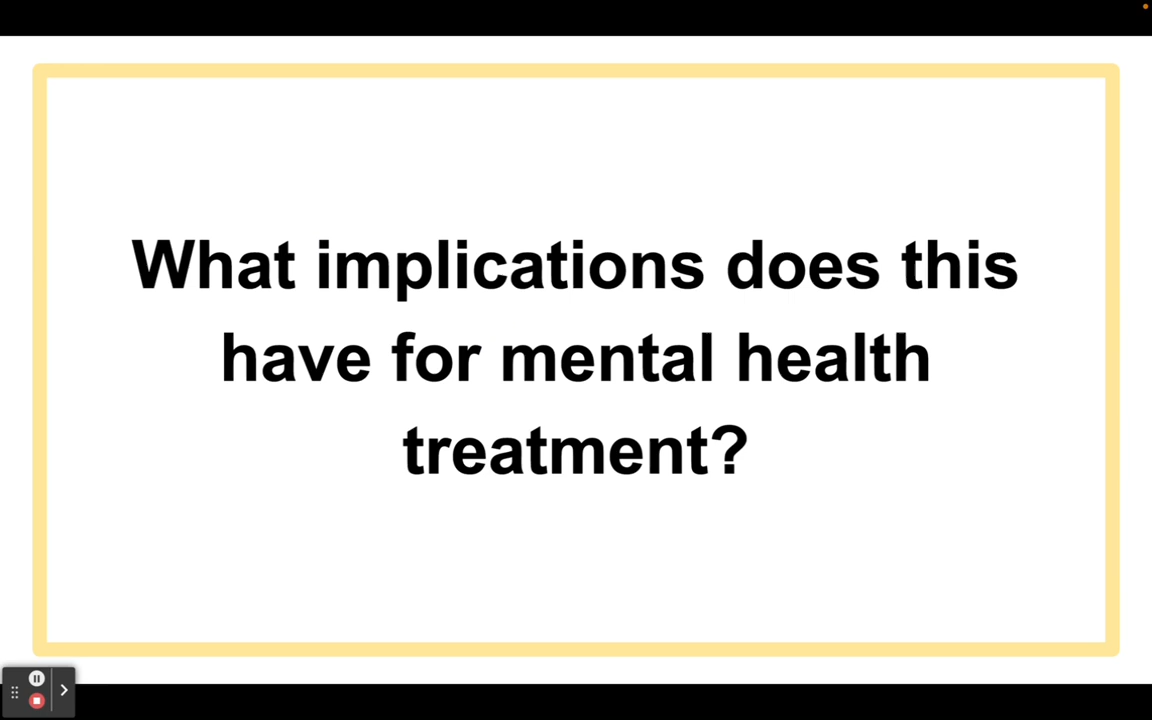 What implications does this
have for mental health
treatment?